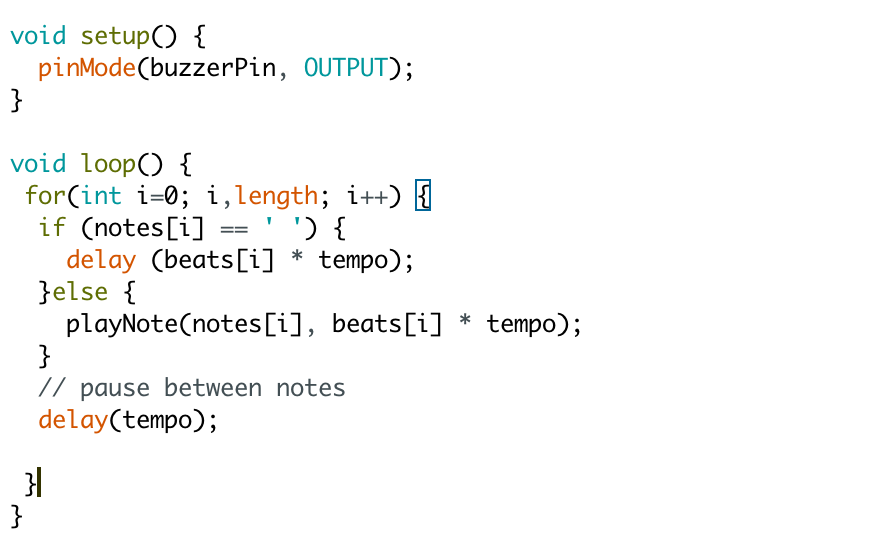 void setup() {
  pinMode(buzzerPin, OUTPUT);
}

void loop() {
 for(int i=0; i,length; i++) {
  if (notes[i] == ' ') {
    delay (beats[i] * tempo);
  }else {
    playNote(notes[i], beats[i] * tempo);
  }
  // pause between notes
  delay(tempo);

 }
}